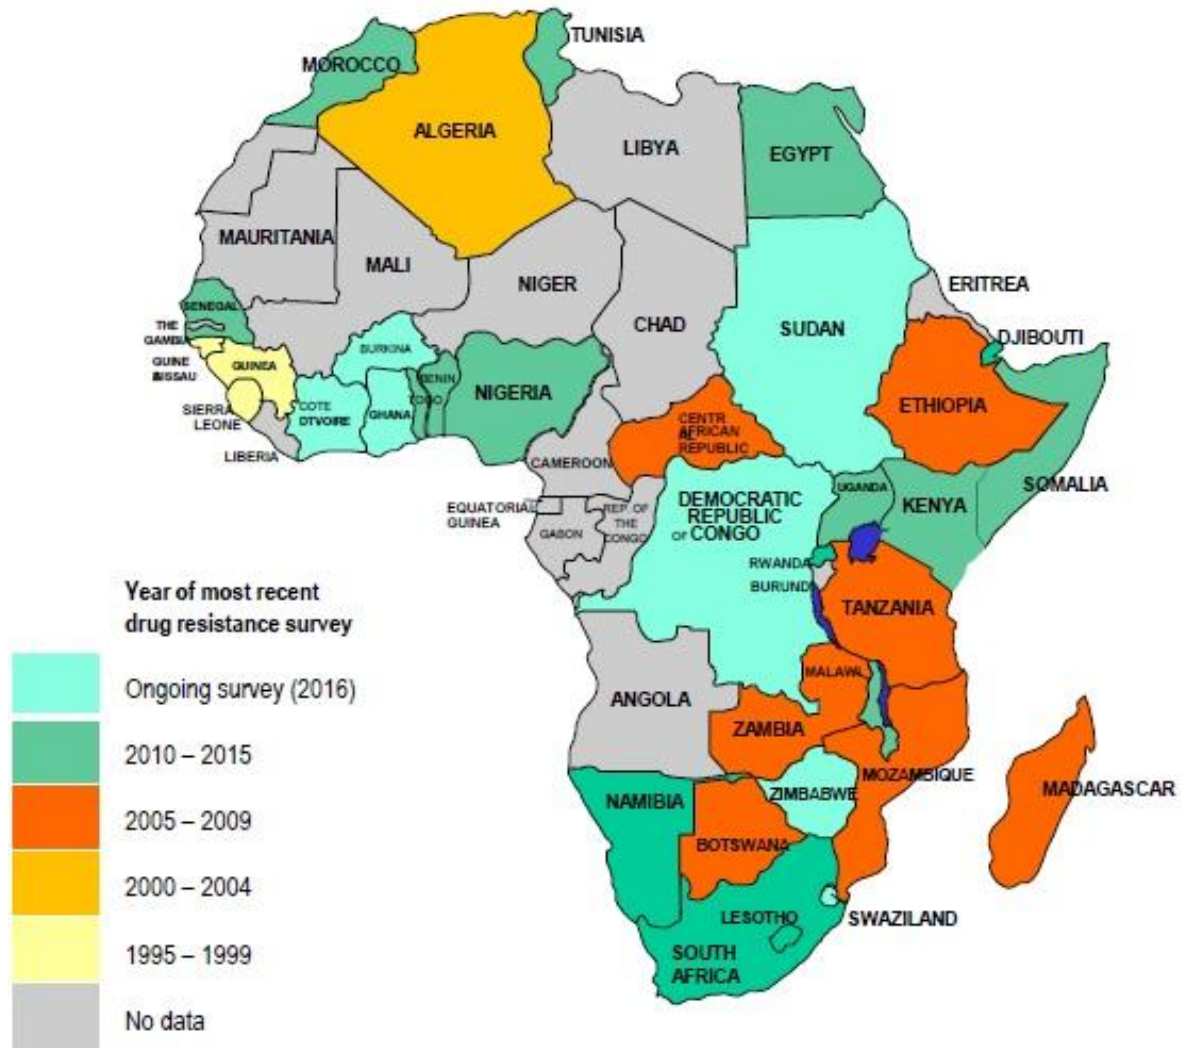 TUNISIA
MOROCCO
ALGERIA
LIBYA
EGYPT
MAURITANIA
MALI
NIGER
CHAD
SUDAN
ERITREA
DJIBOUTI
SENEGAL
THE
GAMBIA
GUINE
BISSAU
GUINEA
SIERRA
LEONE
LIBERIA
COTE
DTVOIRE
BURKINA
GHANA
TOGO
BENIN
NIGERIA
CENTR
AL
AFRICAN
REPUBLIC
ETHIOPIA
SOMALIA
CAMEROON
EQUATORIAL
GUINEA
GABON
REP. OF
THE
CONGO
DEMOCRATIC
REPUBLIC
OF CONGO
UGANDA
KENYA
RWANDA
BURUNDI
TANZANIA
ANGOLA
ZAMBIA
MALAWI
MOZAMBIQUE
MADAGASCAR
NAMIBIA
ZIMBABWE
BOTSWANA
LESOTHO
SWAZILAND
SOUTH
AFRICA
Year of most recent
drug resistance survey
Ongoing survey (2016)
2010 – 2015
2005 – 2009
2000 – 2004
1995 – 1999
No data